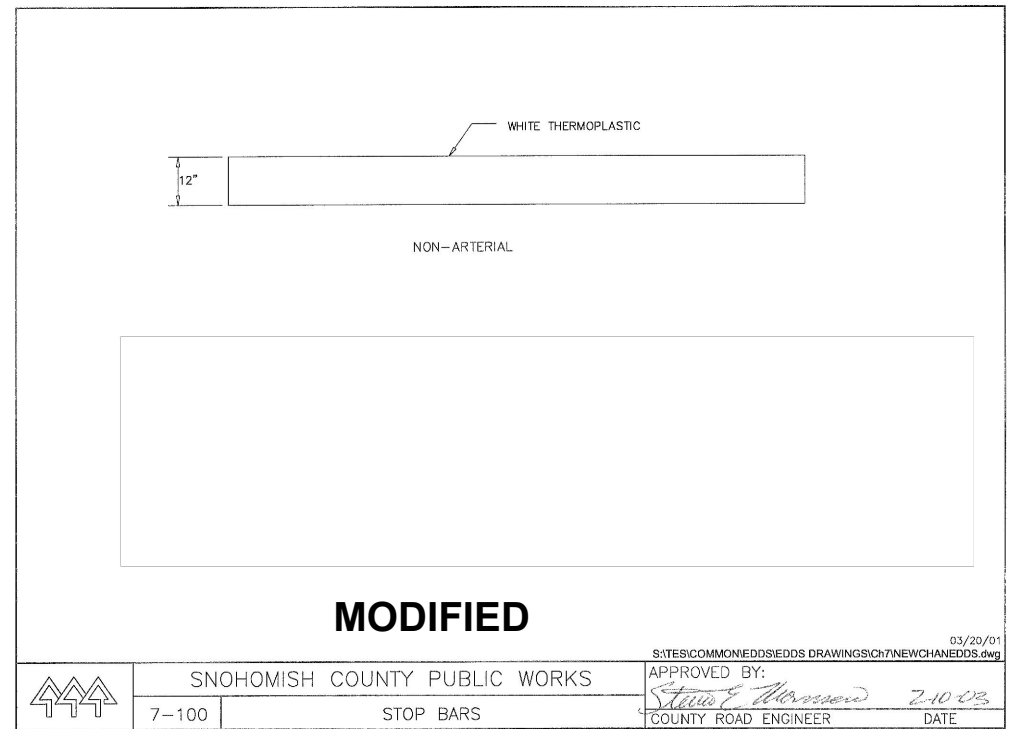 WHITE THERMOPLASTIC
12"
NON-ARTERIAL
MODIFIED
03/20/01
S:\TES\COMMON\EDDS\EDDS DRAWINGS\Ch7\NEWCHANEDDS.dwg
SNOHOMISH COUNTY PUBLIC WORKS
APPROVED BY:
2-10-03
7-100
STOP BARS
COUNTY ROAD ENGINEER
DATE